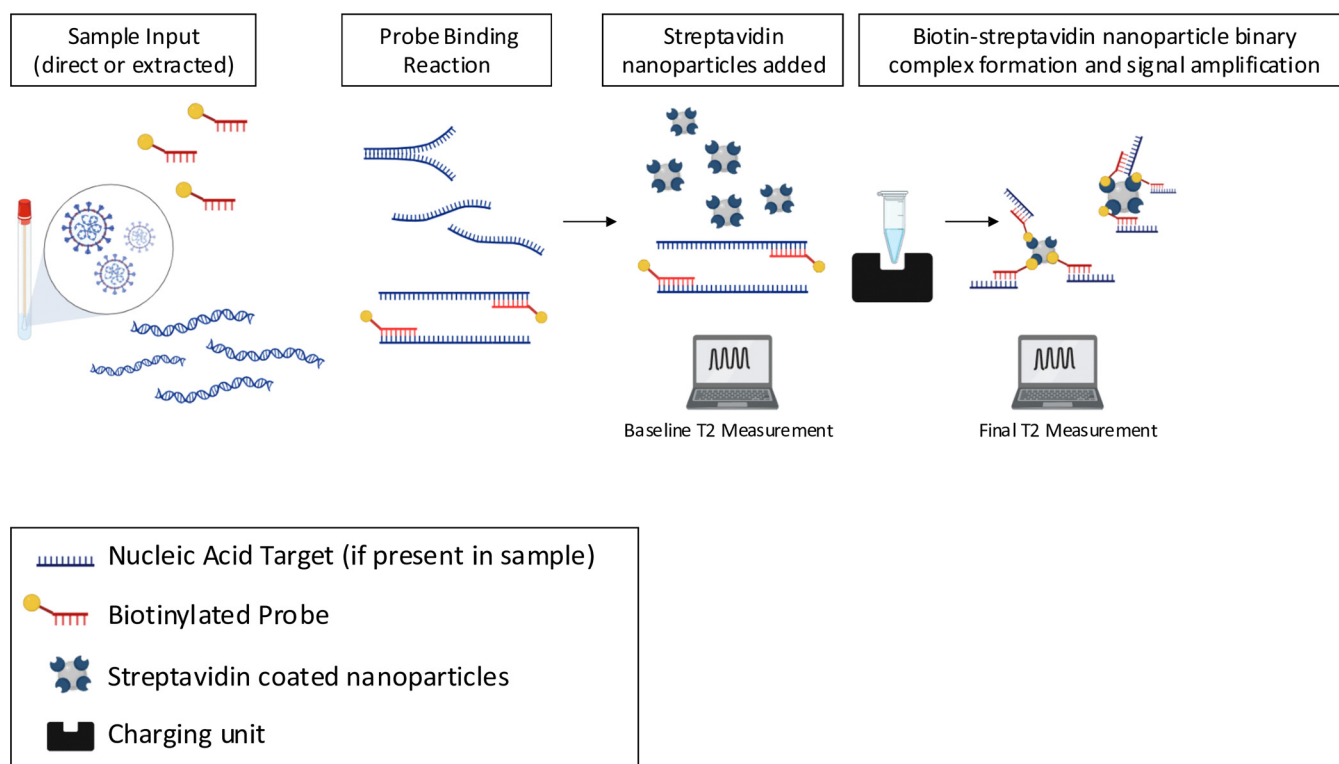 Sample Input
(direct or extracted)
Probe Binding
Reaction
Streptavidin
nanoparticles added
Biotin-streptavidin nanoparticle binary
complex formation and signal amplification
Baseline T2 Measurement
Final T2 Measurement
Nucleic Acid Target (if present in sample)
Biotinylated Probe
Streptavidin coated nanoparticles
Charging unit